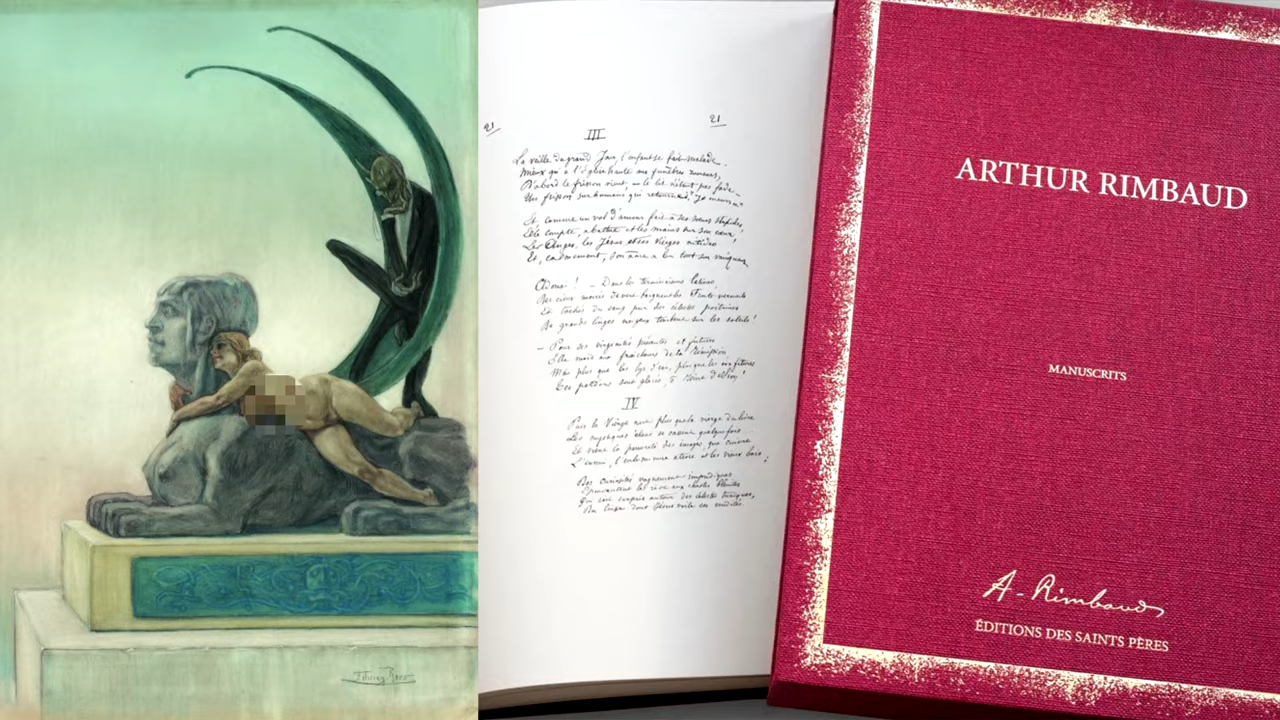 21
21
III
La veille du grand Jour, l'enfant se fait malade.
Mieux qu'à l'église haute aux funèbres rumeurs,
D'abord le frisson vient, — le lit n'étant pas fade —
Un frisson surhumain qui retourne: "Je meurs…"
Et comme un vol d'amour fait à ses sœurs stupides,
Elle compte, abattue et les mains sur son cœur,
Les Anges, les Jésus et ses Vierges nitides
Et, calmement, son âme a bu tout son vainqueur
Adonaï! — Dans les terminaisons latines,
Des cieux moirés de vert baignent les Fronts vermeils
Et tachés du sang pur des célestes poitrines
De grands linges neigeux tombent sur les soleils!
— Pour ses virginités présentes et futures
Elle mord aux fraîcheurs de ta Rémission
Mais plus que les lys d'eau, plus que les confitures
Tes pardons sont glacés, ô Reine de Sion!
IV
Puis la Vierge n'est plus que la vierge du livre
Les mystiques élans se cassent quelquefois
Et vient la pauvreté des images, que cuivre
L'ennui, l'enluminure atroce et les vieux bois;
Des curiosités vaguement impudiques
Épouvantent le rêve aux chastes bleuités
Qui s'est surpris autour des célestes tuniques,
Du linge dont Jésus voile ses nudités.
ARTHUR RIMBAUD
MANUSCRITS
A-Rimbaud
ÉDITIONS DES SAINTS PÈRES